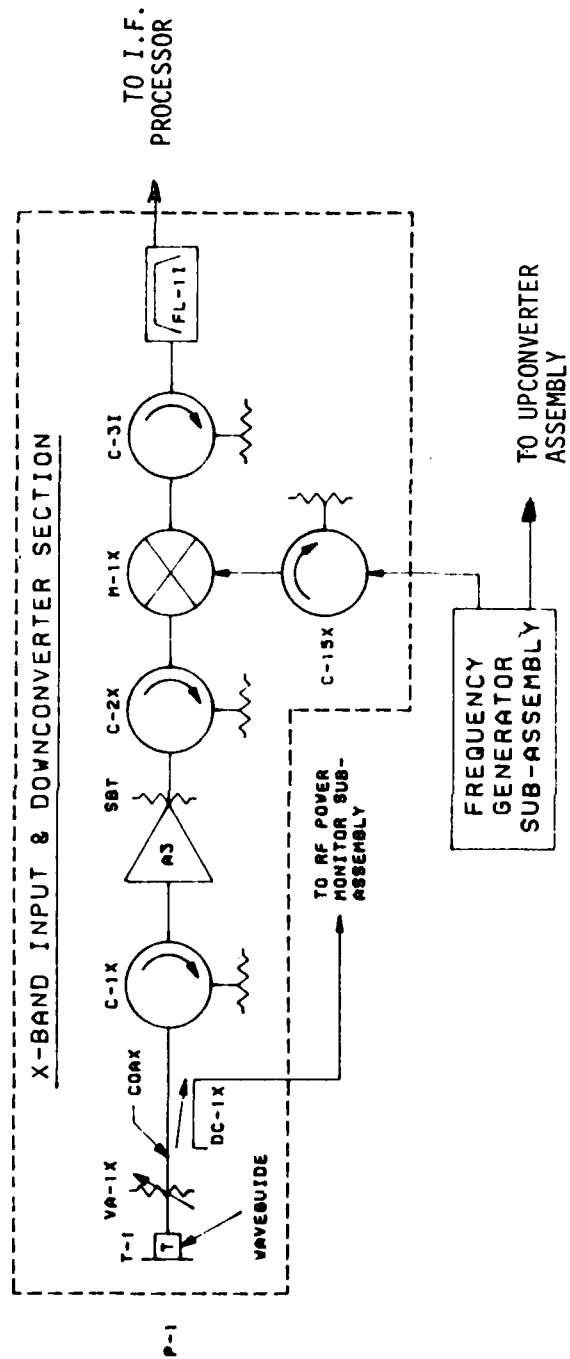 X-BAND INPUT & DOWNCONVERTER SECTION
P-1
T-1
T
VA-1X
COAX
WAVEGUIDE
DC-1X
C-1X
A3
SBT
C-2X
M-1X
C-3I
FL-1I
TO I.F.
PROCESSOR
C-15X
TO RF POWER
MONITOR SUB-
ASSEMBLY
FREQUENCY
GENERATOR
SUB-ASSEMBLY
TO UPCONVERTER
ASSEMBLY